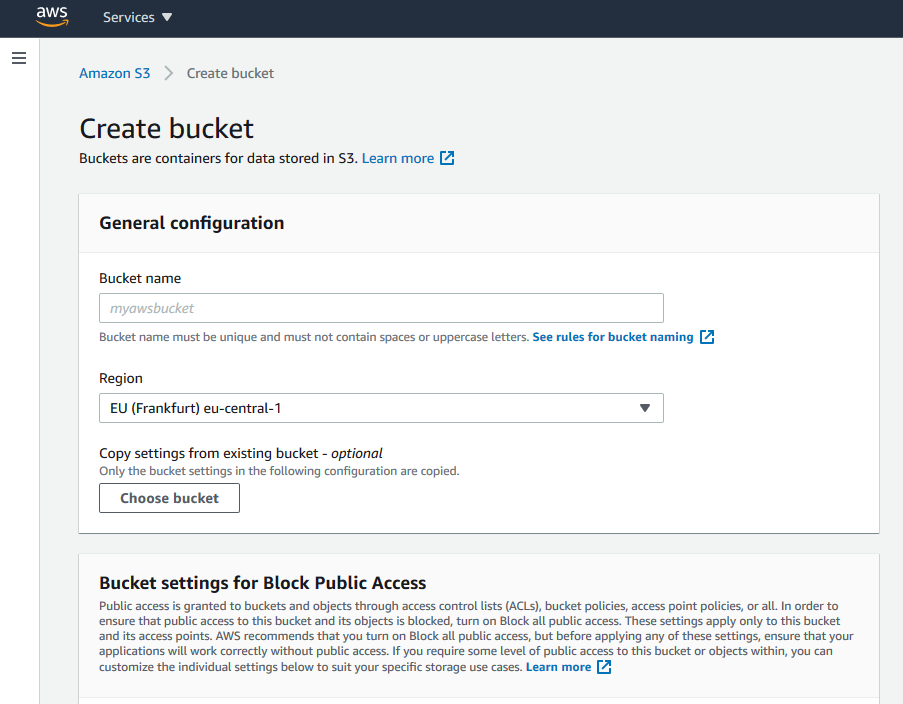 aws
Services
Amazon S3 > Create bucket
Create bucket
Buckets are containers for data stored in S3. Learn more
General configuration
Bucket name
myawsbucket
Bucket name must be unique and must not contain spaces or uppercase letters. See rules for bucket naming
Region
EU (Frankfurt) eu-central-1
Copy settings from existing bucket - optional
Only the bucket settings in the following configuration are copied.
Choose bucket
Bucket settings for Block Public Access
Public access is granted to buckets and objects through access control lists (ACLs), bucket policies, access point policies, or all. In order to
ensure that public access to this bucket and its objects is blocked, turn on Block all public access. These settings apply only to this bucket
and its access points. AWS recommends that you turn on Block all public access, but before applying any of these settings, ensure that your
applications will work correctly without public access. If you require some level of public access to this bucket or objects within, you can
customize the individual settings below to suit your specific storage use cases. Learn more